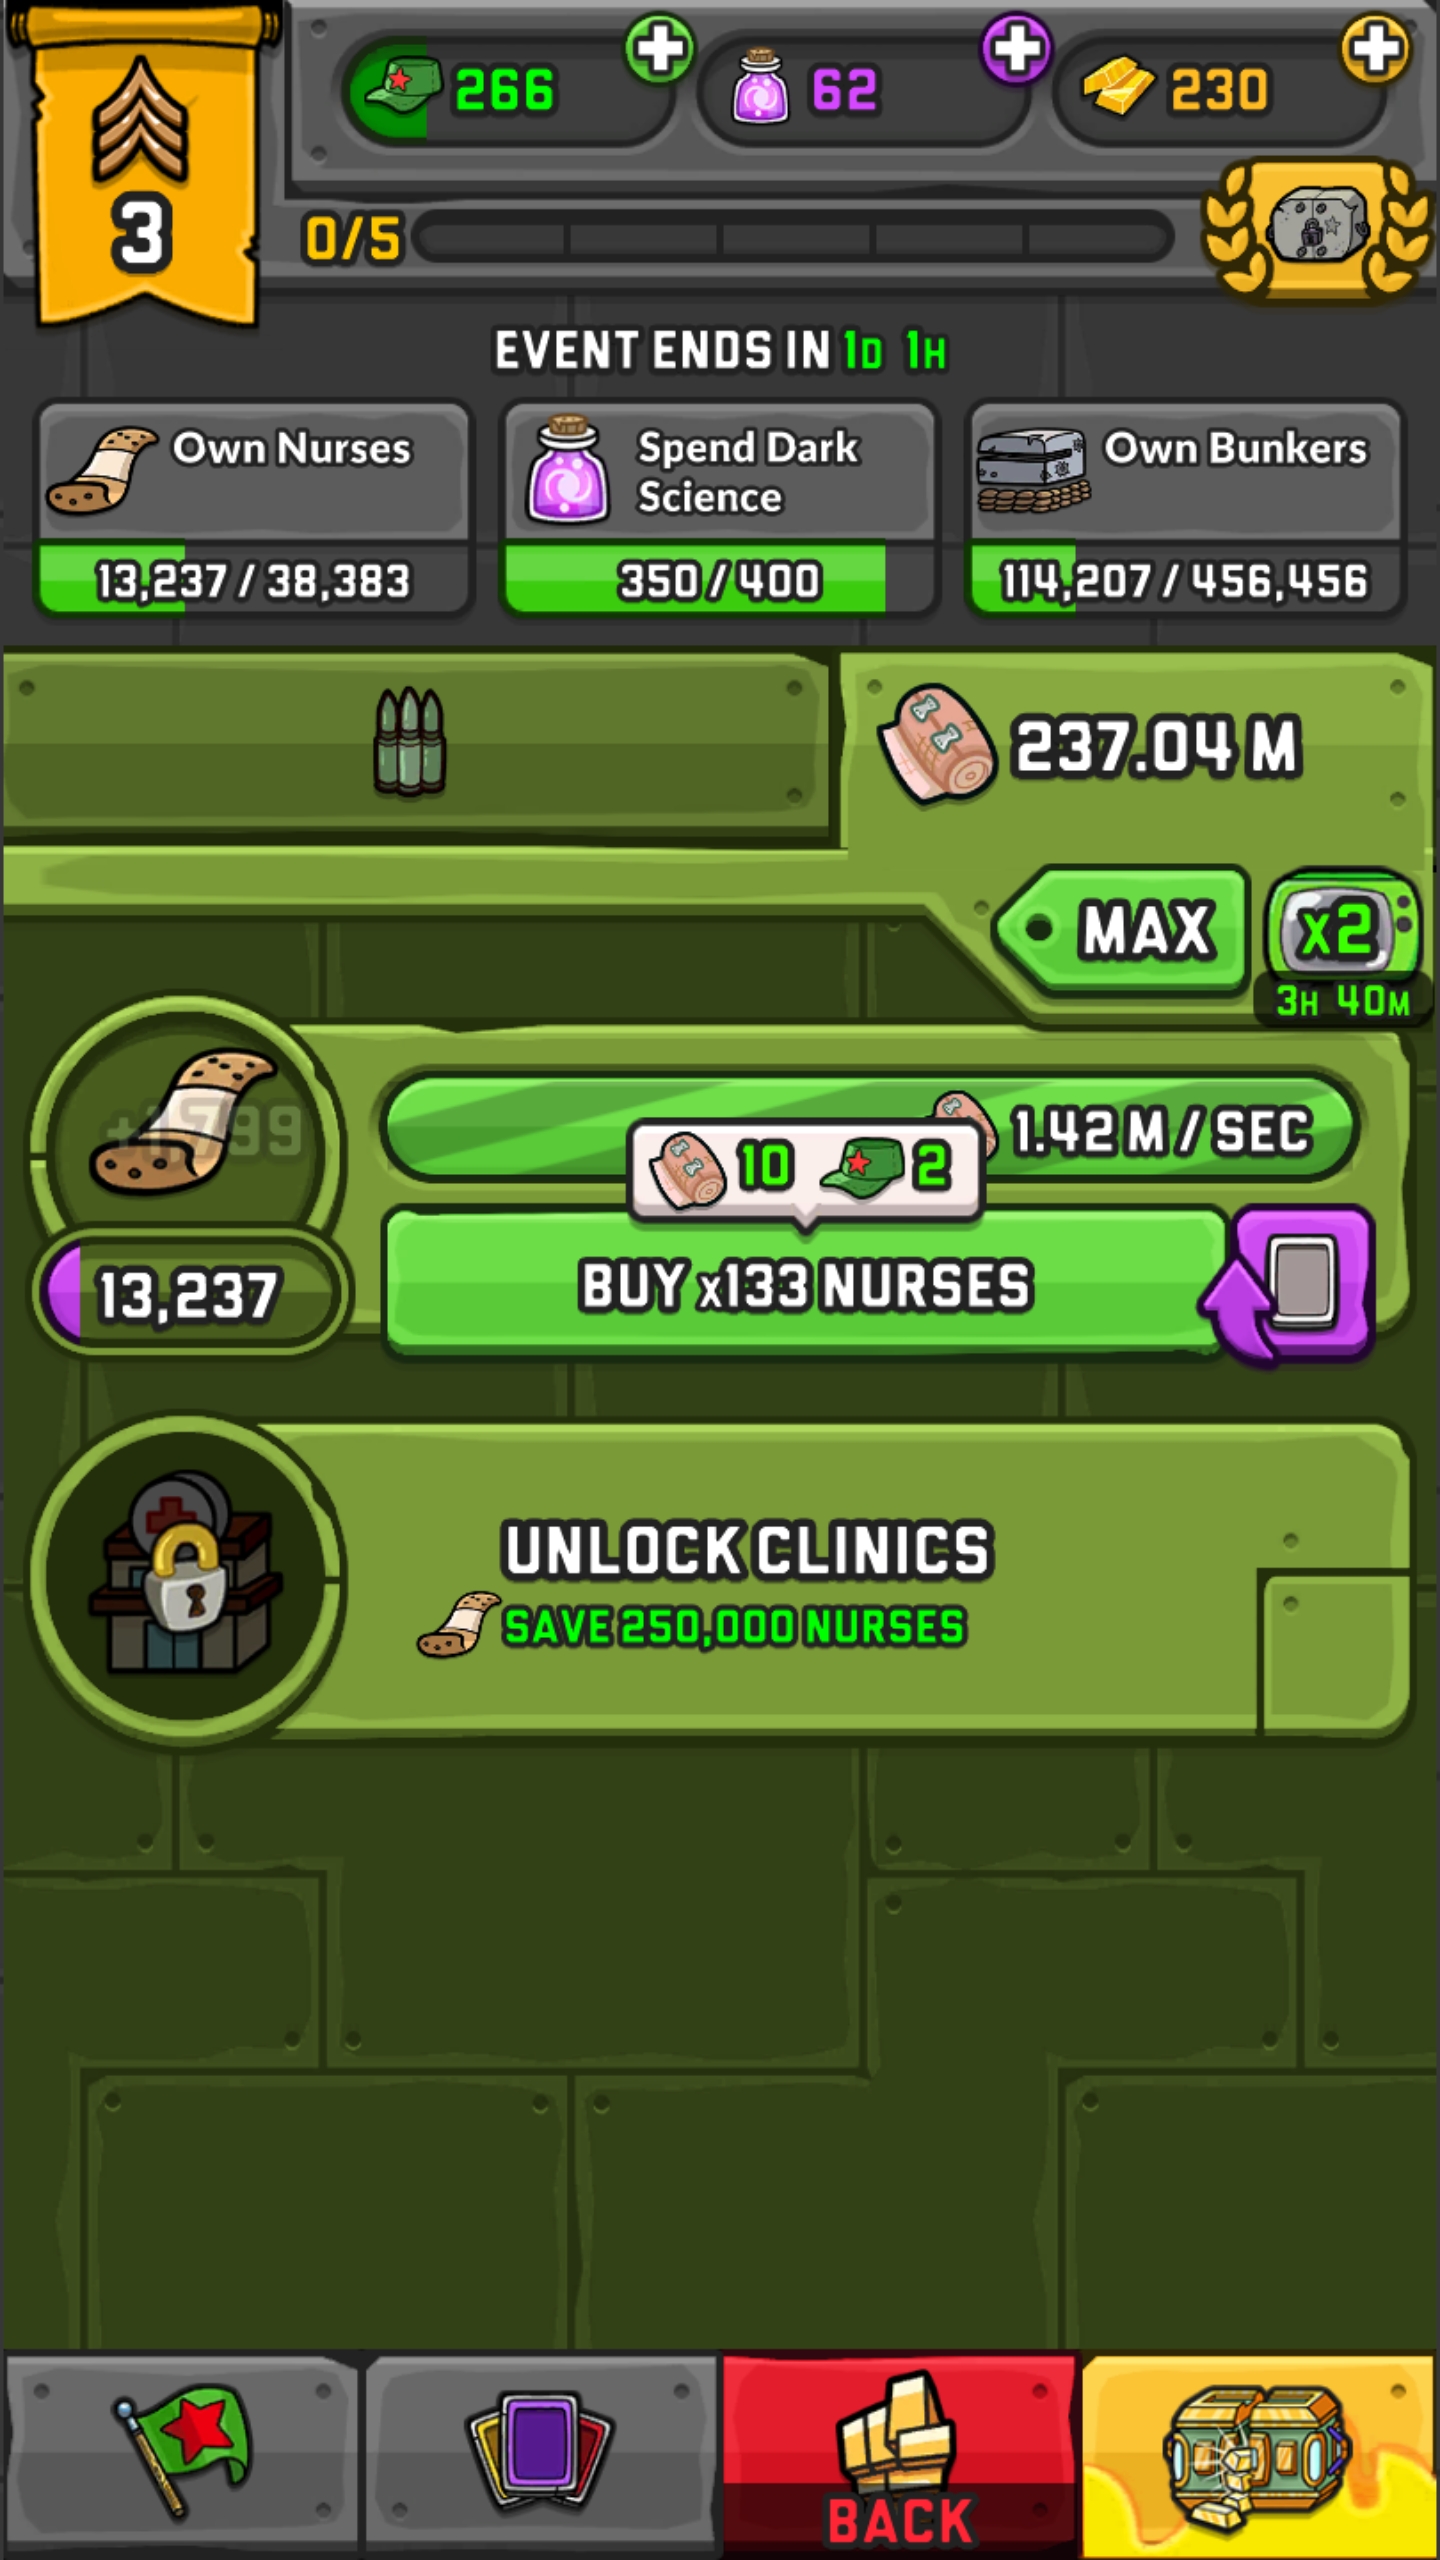 266
62
230
3
0/5
EVENT ENDS IN 1D 1H
Own Nurses
13,237 / 38,383
Spend Dark Science
350 / 400
Own Bunkers
114,207 / 456,456
237.04 M
MAX
x2
3H 40M
+1,799
1.42 M / SEC
10 2
13,237
BUY x133 NURSES
UNLOCK CLINICS
SAVE 250,000 NURSES
BACK